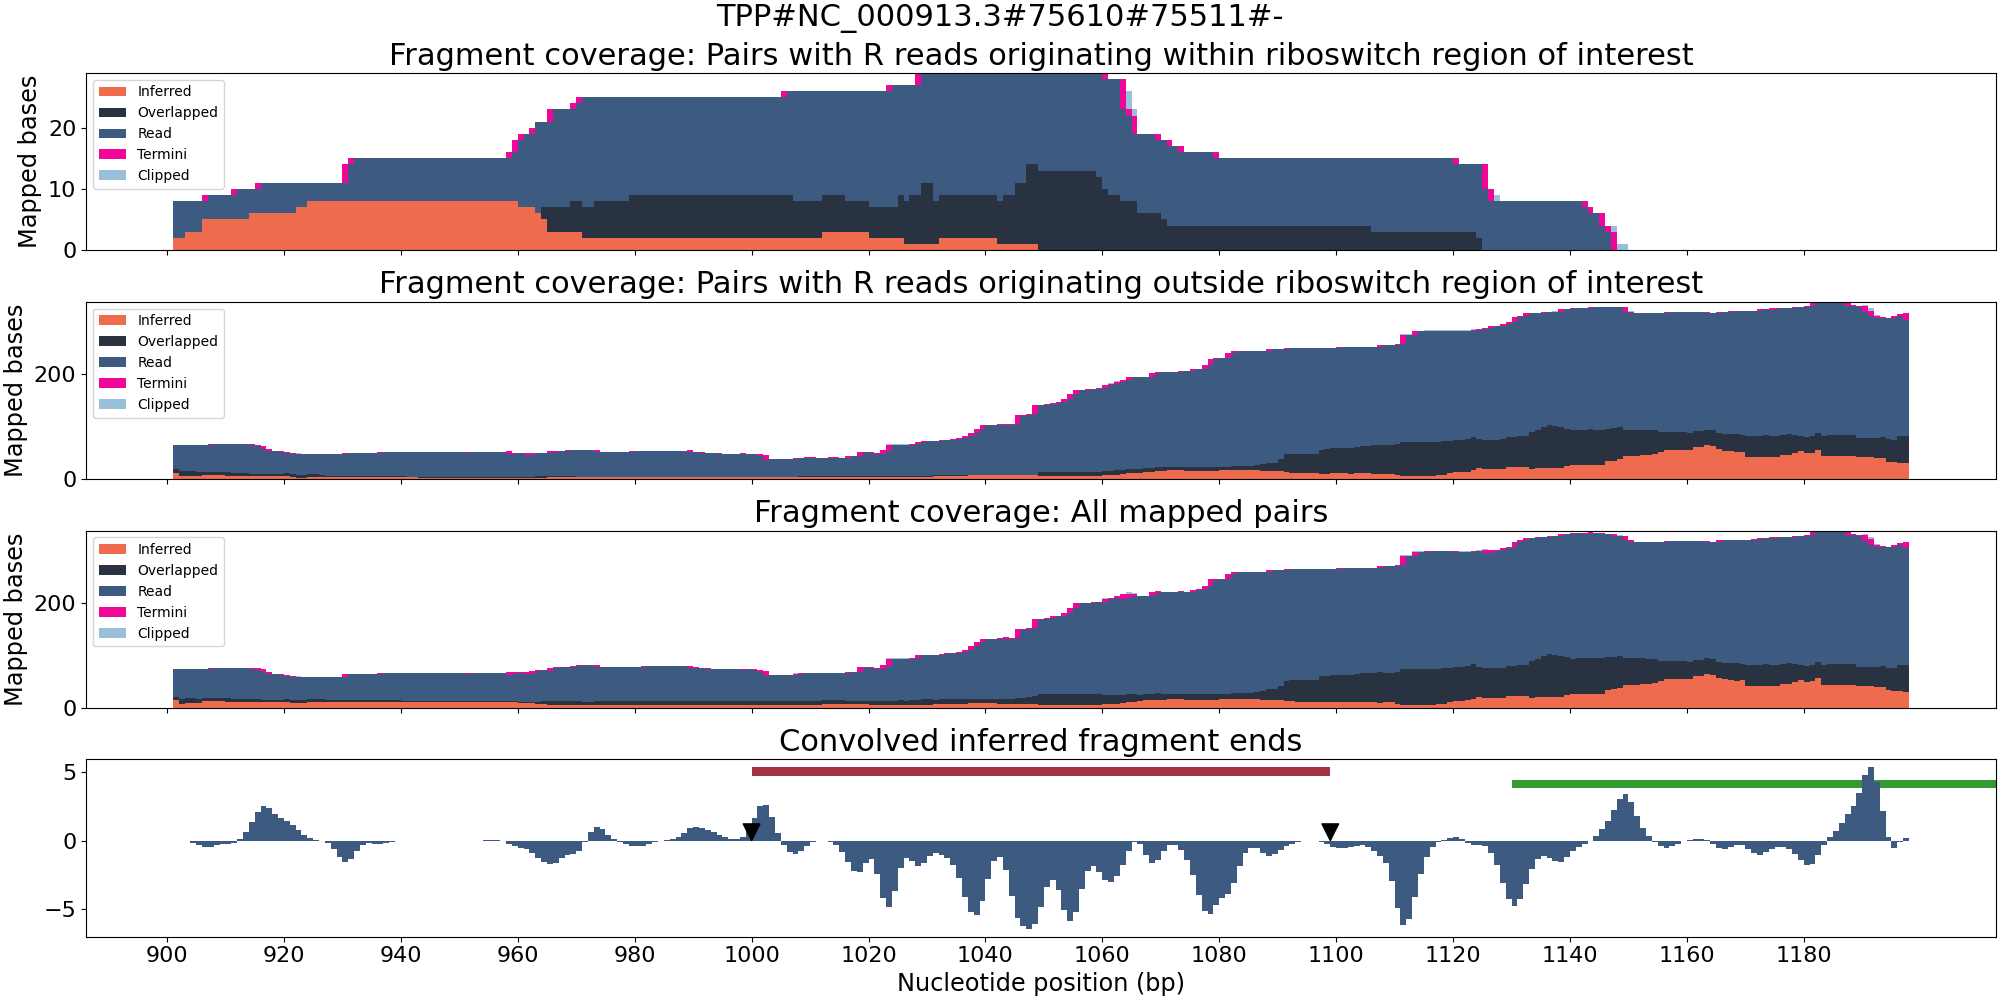 TPP#NC_000913.3#75610#75511#-
Fragment coverage: Pairs with R reads originating within riboswitch region of interest
Mapped bases
20
10
0
Inferred
Overlapped
Read
Termini
Clipped
Fragment coverage: Pairs with R reads originating outside riboswitch region of interest
Mapped bases
200
0
Inferred
Overlapped
Read
Termini
Clipped
Fragment coverage: All mapped pairs
Mapped bases
200
0
Inferred
Overlapped
Read
Termini
Clipped
Convolved inferred fragment ends
5
0
−5
900 920 940 960 980 1000 1020 1040 1060 1080 1100 1120 1140 1160 1180
Nucleotide position (bp)